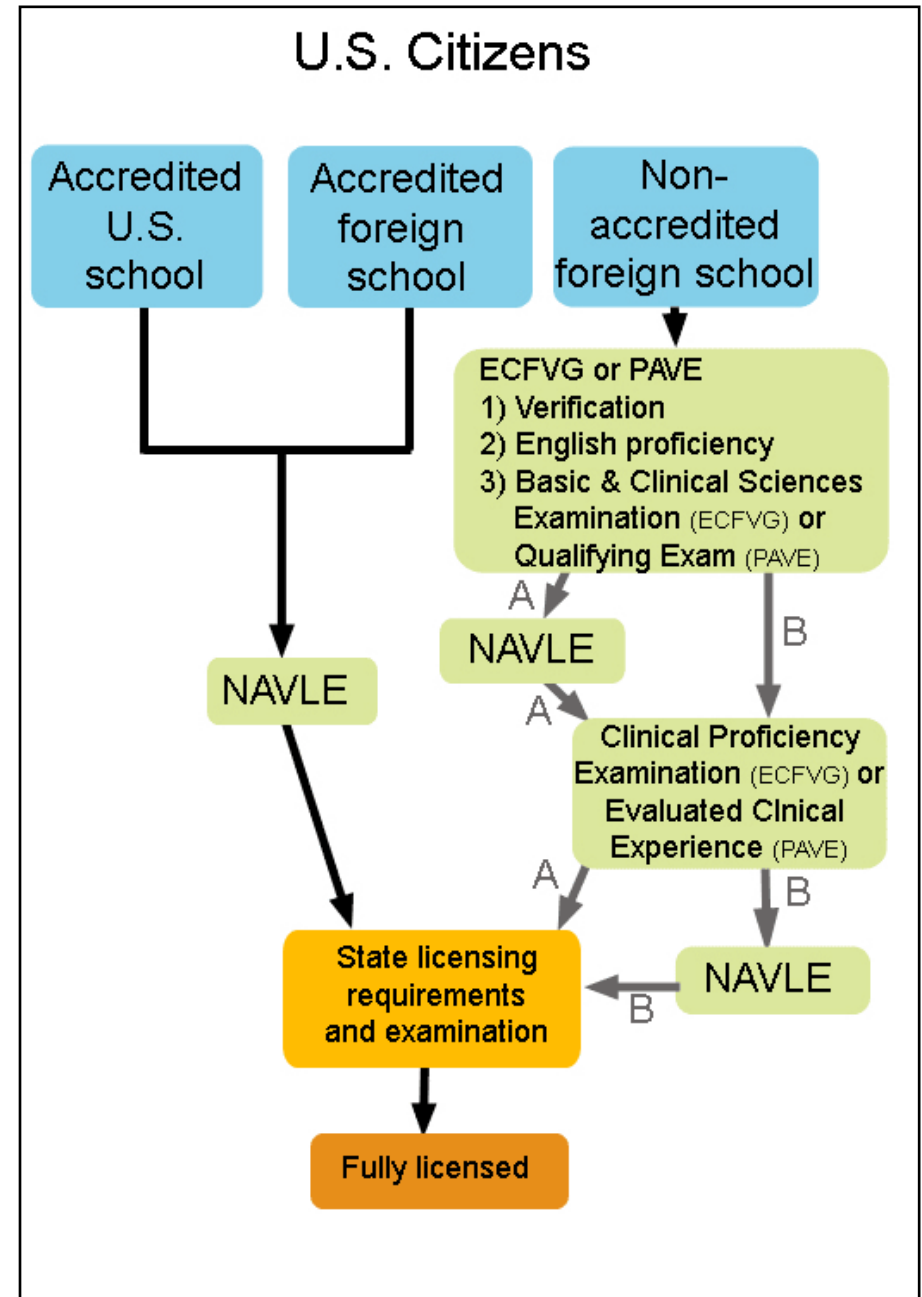 U.S. Citizens
Accredited
U.S.
school
Accredited
foreign
school
Non-
accredited
foreign school
ECFVG or PAVE
1) Verification
2) English proficiency
3) Basic & Clinical Sciences
Examination (ECFVG) or
Qualifying Exam (PAVE)
A
B
NAVLE
NAVLE
A
Clinical Proficiency
Examination (ECFVG) or
Evaluated Clnical
Experience (PAVE)
A
B
State licensing
requirements
and examination
NAVLE
B
Fully licensed